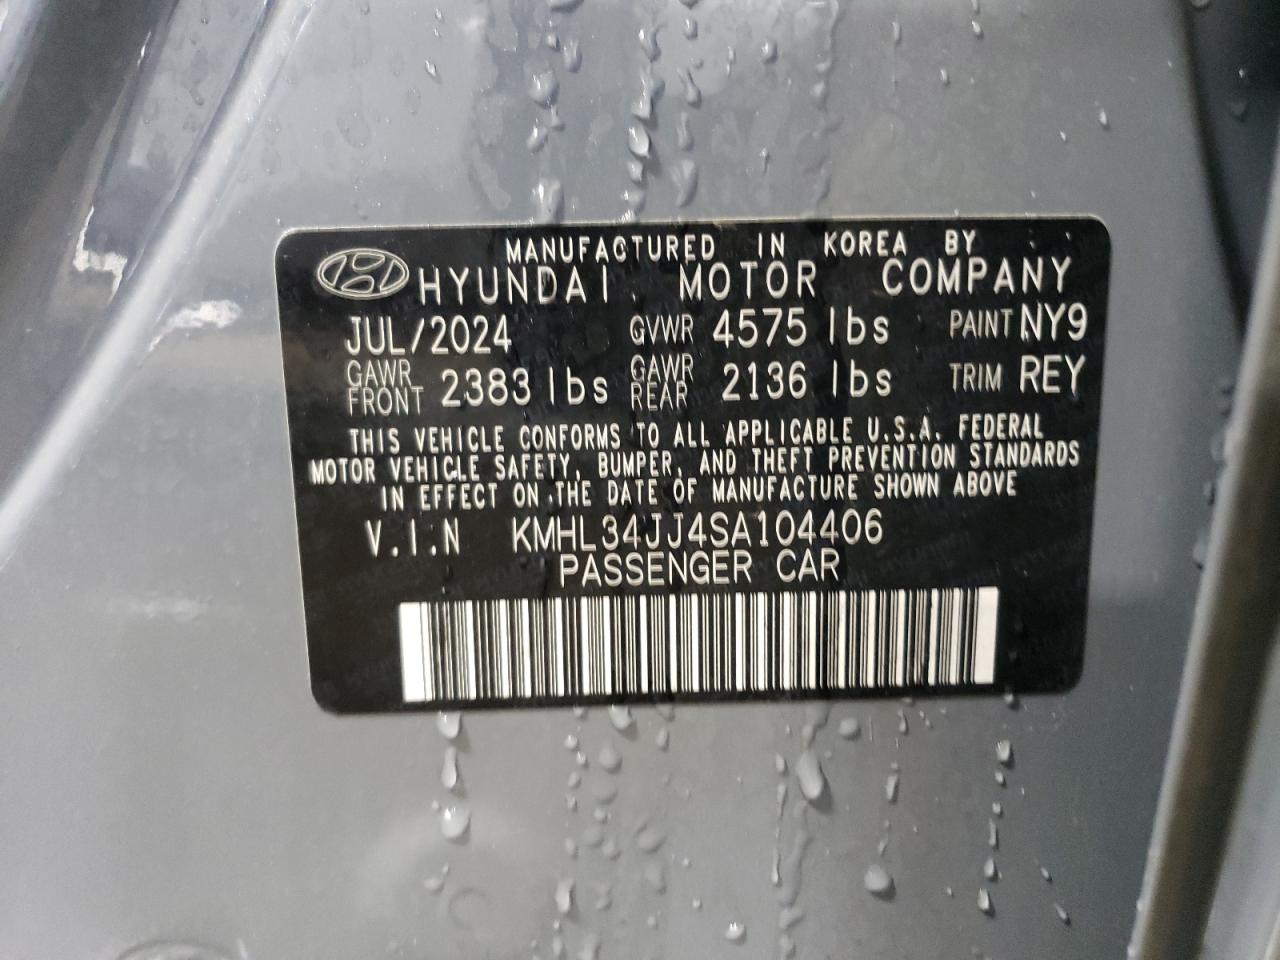 MANUFACTURED IN KOREA BY
HYUNDAI MOTOR COMPANY
JUL/2024 GVWR 4575 lbs PAINT NY9
GAWR FRONT 2383 lbs GAWR REAR 2136 lbs TRIM REY
THIS VEHICLE CONFORMS TO ALL APPLICABLE U.S.A. FEDERAL
MOTOR VEHICLE SAFETY, BUMPER, AND THEFT PREVENTION STANDARDS
IN EFFECT ON THE DATE OF MANUFACTURE SHOWN ABOVE
V.I.N KMHL34JJ4SA104406
PASSENGER CAR